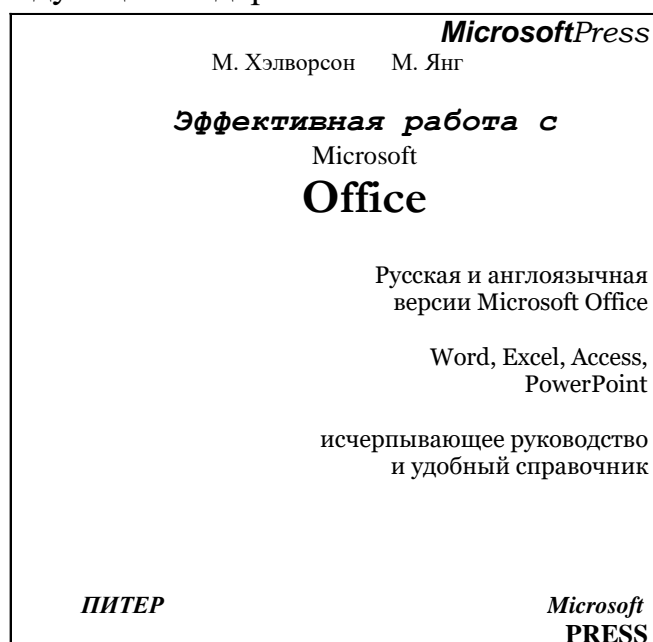 MicrosoftPress
М. Хэлворсон М. Янг
Эффективная работа с
Microsoft
Office
Русская и англоязычная
версии Microsoft Office
Word, Excel, Access,
PowerPoint
исчерпывающее руководство
и удобный справочник
ПИТЕР Microsoft
PRESS